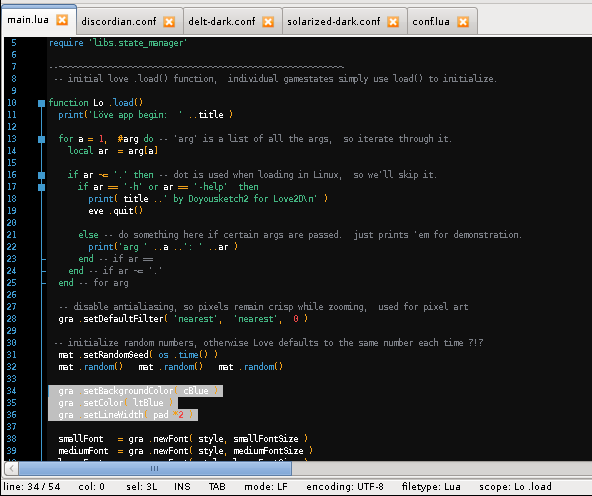 main.lua discordian.conf delt-dark.conf solarized-dark.conf conf.lua
5 require 'libs.state_manager'
6
7 --~~~~~~~~~~~~~~~~~~~~~~~~~~~~~~~~~~~~~~~~~~~~~~~~~~~~~~~~
8 -- initial love .load() function, individual gamestates simply use load() to initialize.
9
10 function Lo .load()
11 print('Love app begin: ' ..title )
12
13 for a = 1, #arg do -- 'arg' is a list of all the args, so iterate through it.
14 local ar = arg[a]
15
16 if ar ~= '.' then -- dot is used when loading in Linux, so we'll skip it.
17 if ar == '-h' or ar == '-help' then
18 print( title ..' by Doyousketch2 for Love2D\n' )
19 eve .quit()
20
21 else -- do something here if certain args are passed. just prints 'em for demonstration.
22 print('arg ' ..a ..': ' ..ar )
23 end -- if ar ==
24 end -- if ar ~= '.'
25 end -- for arg
26
27 -- disable antialiasing, so pixels remain crisp while zooming, used for pixel art
28 gra .setDefaultFilter( 'nearest', 'nearest', 0 )
29
30 -- initialize random numbers, otherwise Love defaults to the same number each time ?!?
31 mat .setRandomSeed( os .time() )
32 mat .random() mat .random() mat .random()
33
34 gra .setBackgroundColor( cBlue )
35 gra .setColor( ltBlue )
36 gra .setLineWidth( pad *2 )
37
38 smallFont = gra .newFont( style, smallFontSize )
39 mediumFont = gra .newFont( style, mediumFontSize )
line: 34 / 54 col: 0 sel: 3L INS TAB mode: LF encoding: UTF-8 filetype: Lua scope: Lo .load